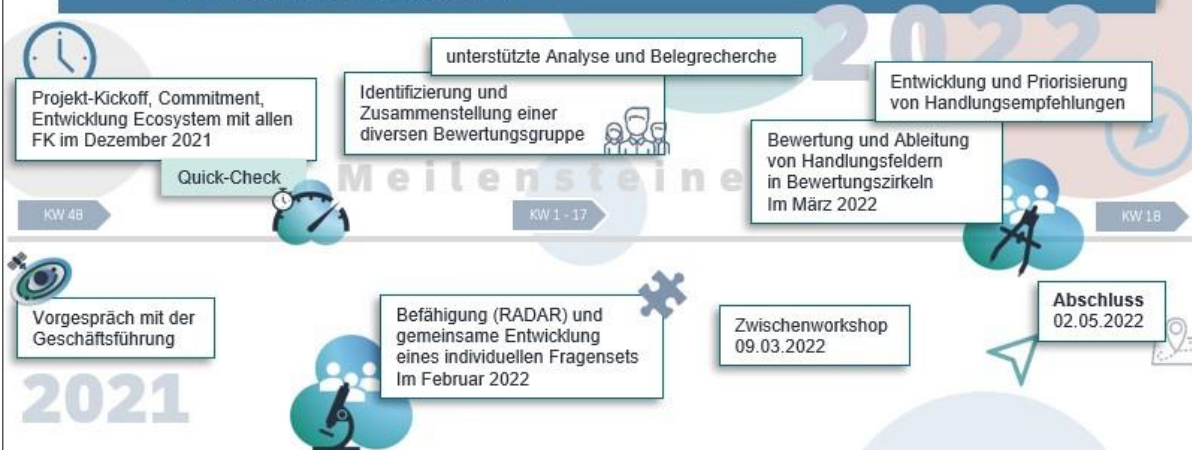 2022
unterstützte Analyse und Belegrecherche
Projekt-Kickoff, Commitment,
Entwicklung Ecosystem mit allen
FK im Dezember 2021
Quick-Check
Identifizierung und
Zusammenstellung einer
diversen Bewertungsgruppe
Entwicklung und Priorisierung
von Handlungsempfehlungen
Bewertung und Ableitung
von Handlungsfeldern
in Bewertungszirkeln
Im März 2022
Meilensteine
KW 48
KW 1 - 17
KW 18
Vorgespräch mit der
Geschäftsführung
2021
Befähigung (RADAR) und
gemeinsame Entwicklung
eines individuellen Fragensets
Im Februar 2022
Zwischenworkshop
09.03.2022
Abschluss
02.05.2022